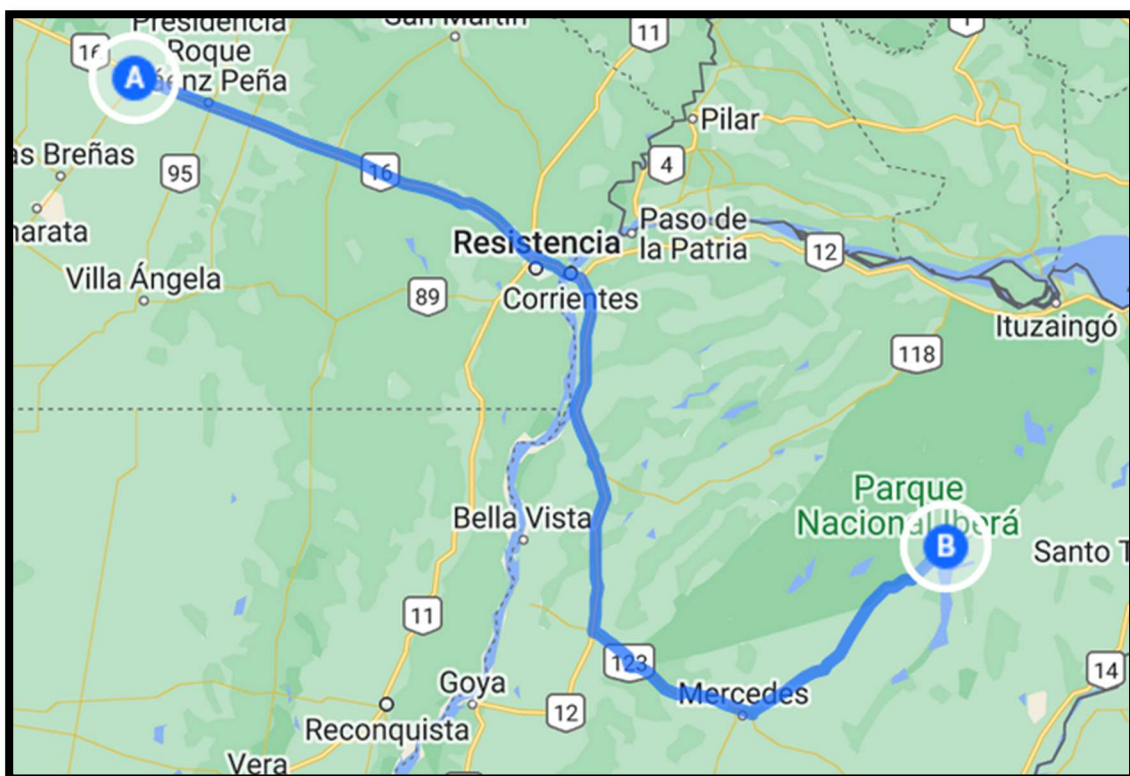 Presidencia
Roque
áenz Peña
San Martín
16
A
11
1
Pilar
as Breñas
95
16
4
narata
Resistencia
Paso de
la Patria
12
Villa Ángela
89
Corrientes
Ituzaingó
118
Parque
Nacional Iberá
B
Bella Vista
Santo T
11
123
14
Goya
12
Mercedes
Reconquista
Vera